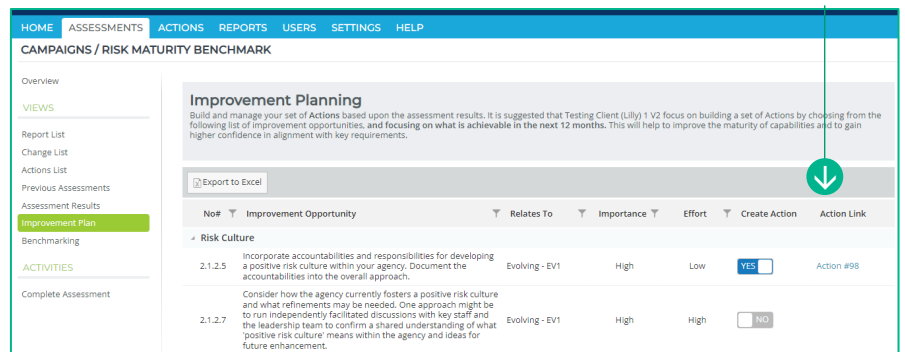 HOME ASSESSMENTS ACTIONS REPORTS USERS SETTINGS HELP
CAMPAIGNS / RISK MATURITY BENCHMARK
Overview
VIEWS
Report List
Change List
Actions List
Previous Assessments
Assessment Results
Improvement Plan
Benchmarking
ACTIVITIES
Complete Assessment
Improvement Planning
Build and manage your set of Actions based upon the assessment results. It is suggested that Testing Client (Lilly) 1 V2 focus on building a set of Actions by choosing from the
following list of improvement opportunities, and focusing on what is achievable in the next 12 months. This will help to improve the maturity of capabilities and to gain
higher confidence in alignment with key requirements.
Export to Excel
No# Improvement Opportunity Relates To Importance Effort Create Action Action Link
Risk Culture
Incorporate accountabilities and responsibilities for developing
2.1.2.5 a positive risk culture within your agency. Document the Evolving - EV1 High Low YES Action #98
accountabilities into the overall approach.
Consider how the agency currently fosters a positive risk culture
and what refinements may be needed. One approach might be
to run independently facilitated discussions with key staff and
2.1.2.7 the leadership team to confirm a shared understanding of what Evolving - EV1 High High NO
'positive risk culture' means within the agency and ideas for
future enhancement.